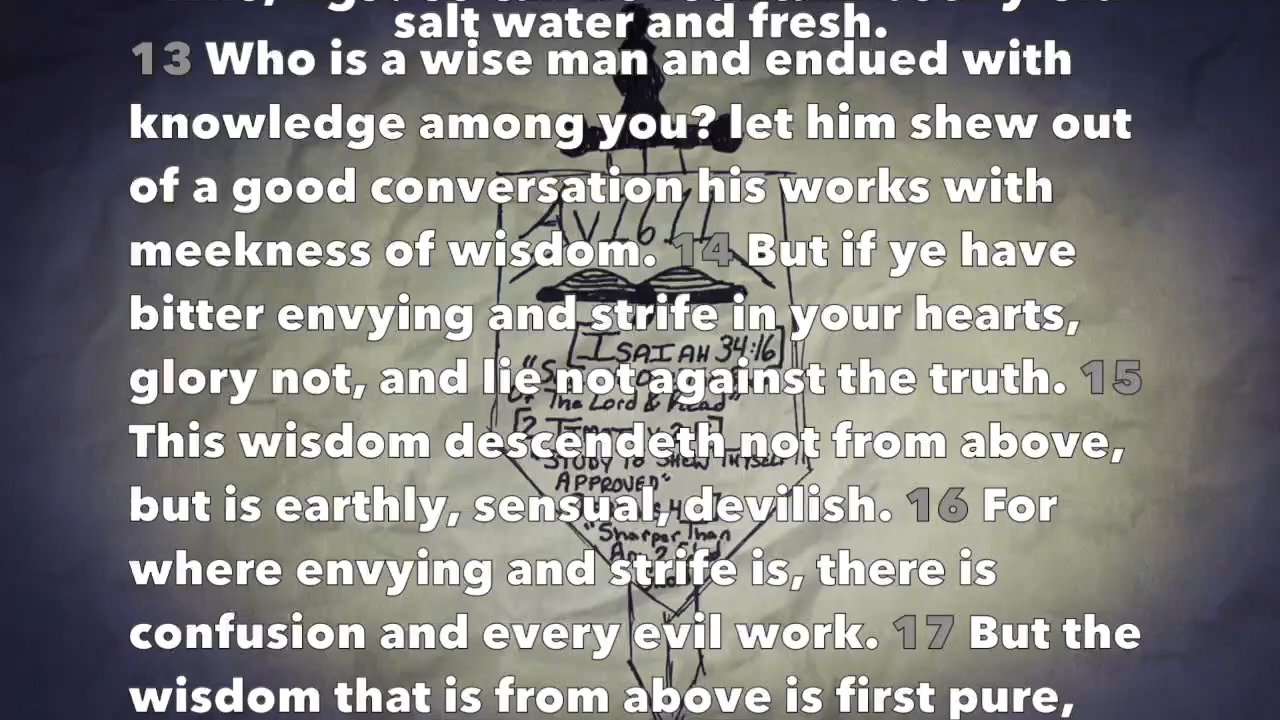 salt water and fresh.
13 Who is a wise man and endued with
knowledge among you? let him shew out
of a good conversation his works with
meekness of wisdom. 14 But if ye have
bitter envying and strife in your hearts,
glory not, and lie not against the truth. 15
This wisdom descendeth not from above,
but is earthly, sensual, devilish. 16 For
where envying and strife is, there is
confusion and every evil work. 17 But the
wisdom that is from above is first pure,
AV1611
ISAIAH 34:16
The Lord & Read"
STUDY TO SHEW THYSELF
APPROVED"
"Sharper Than